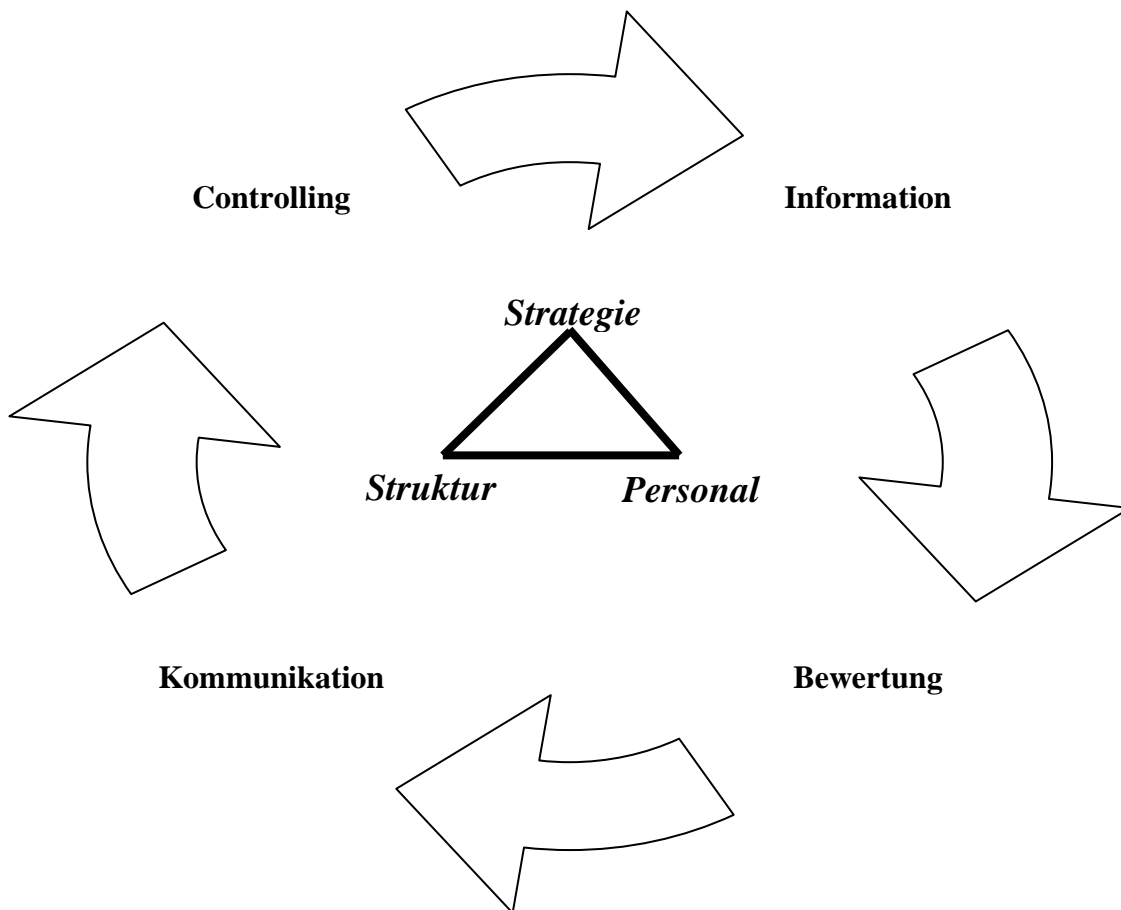 Controlling
Information
Strategie
Struktur
Personal
Kommunikation
Bewertung